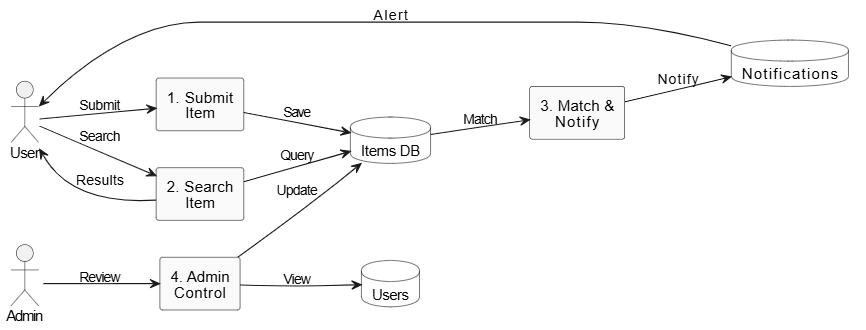 Alert
Notifications
Notify
1. Submit
Item
Submit
Save
3. Match &
Notify
Match
Search
User
Items DB
Query
Results
2. Search
Item
Update
4. Admin
Control
Review
View
Users
Admin